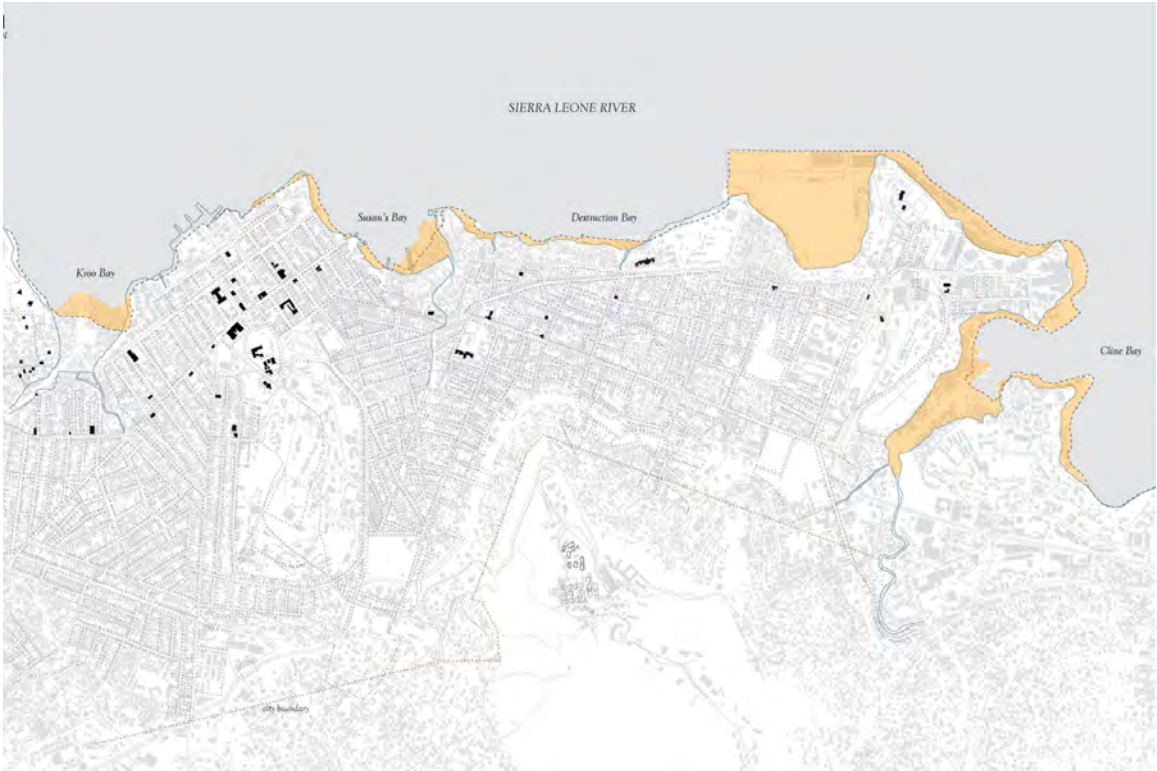 SIERRA LEONE RIVER
Susan's Bay
Destruction Bay
Kroo Bay
Cline Bay
city boundary